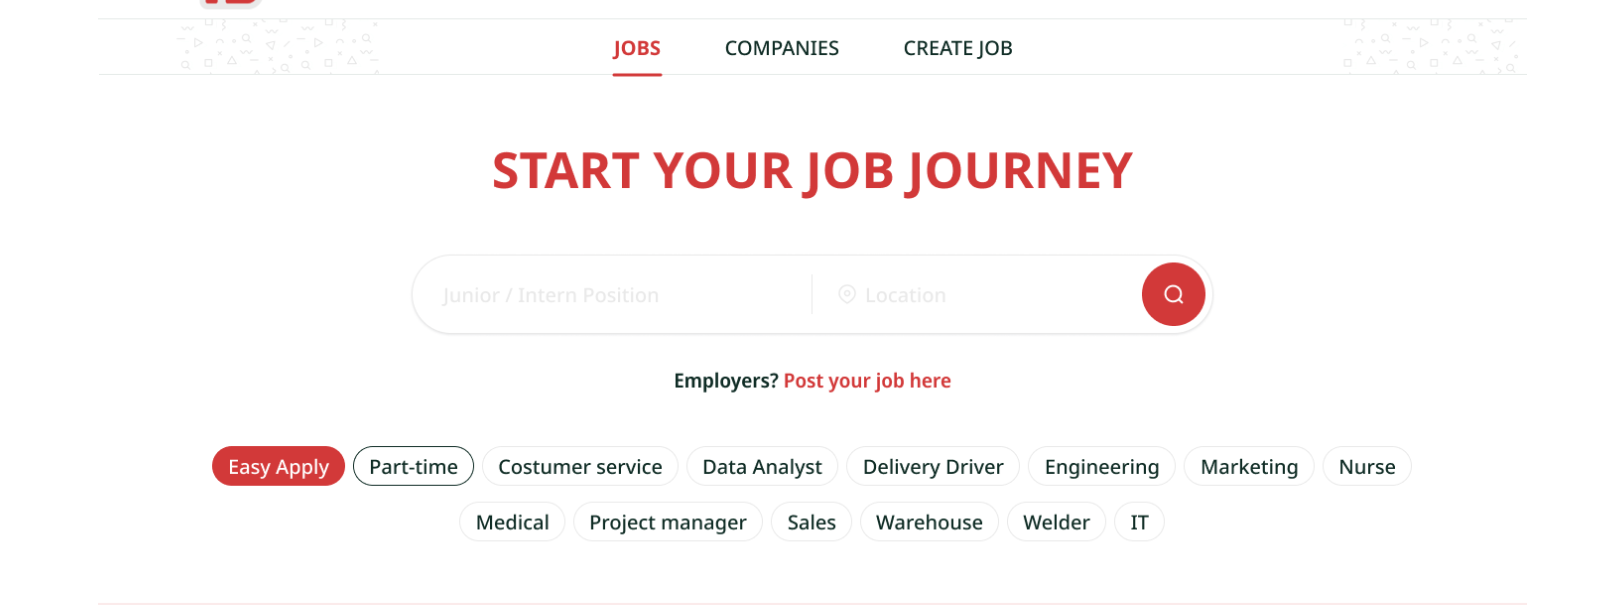 JOBS COMPANIES CREATE JOB
START YOUR JOB JOURNEY
Junior / Intern Position Location
Employers? Post your job here
Easy Apply Part-time Costumer service Data Analyst Delivery Driver Engineering Marketing Nurse
Medical Project manager Sales Warehouse Welder IT